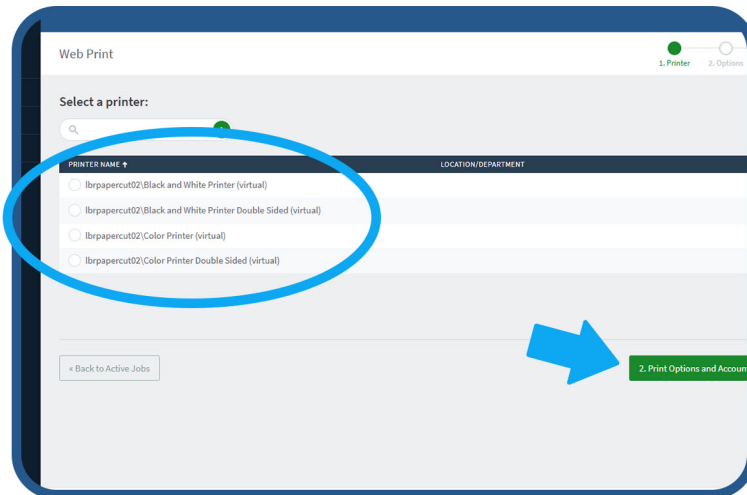 Web Print
1. Printer 2. Options
Select a printer:
PRINTER NAME ↑ LOCATION/DEPARTMENT
lbrpapercut02\Black and White Printer (virtual)
lbrpapercut02\Black and White Printer Double Sided (virtual)
lbrpapercut02\Color Printer (virtual)
lbrpapercut02\Color Printer Double Sided (virtual)
« Back to Active Jobs 2. Print Options and Accoun